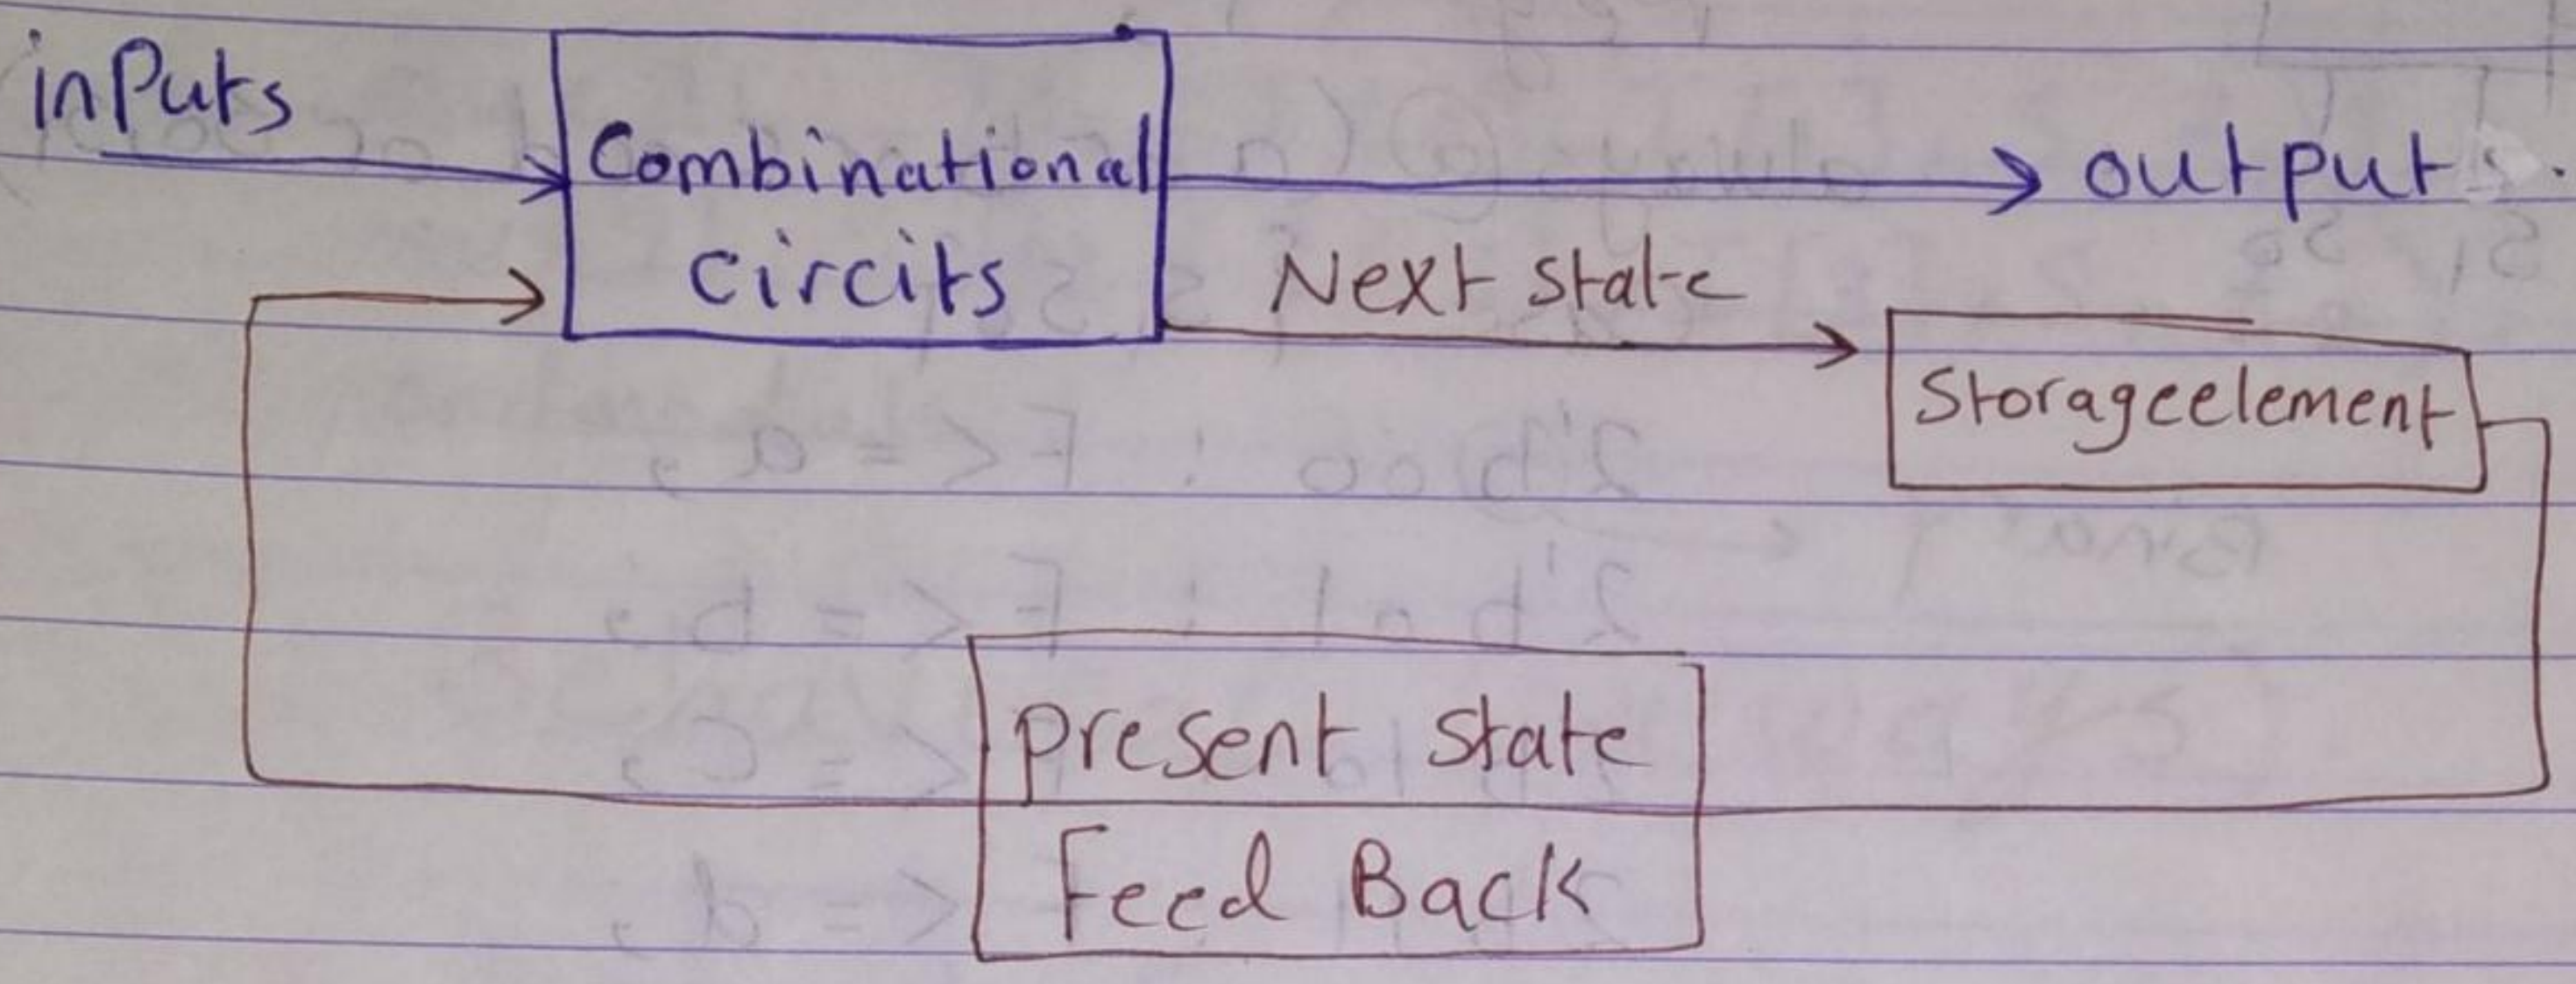 inPuts
Combinational
circits
output
Next state
Storageelement
present state
Feed Back